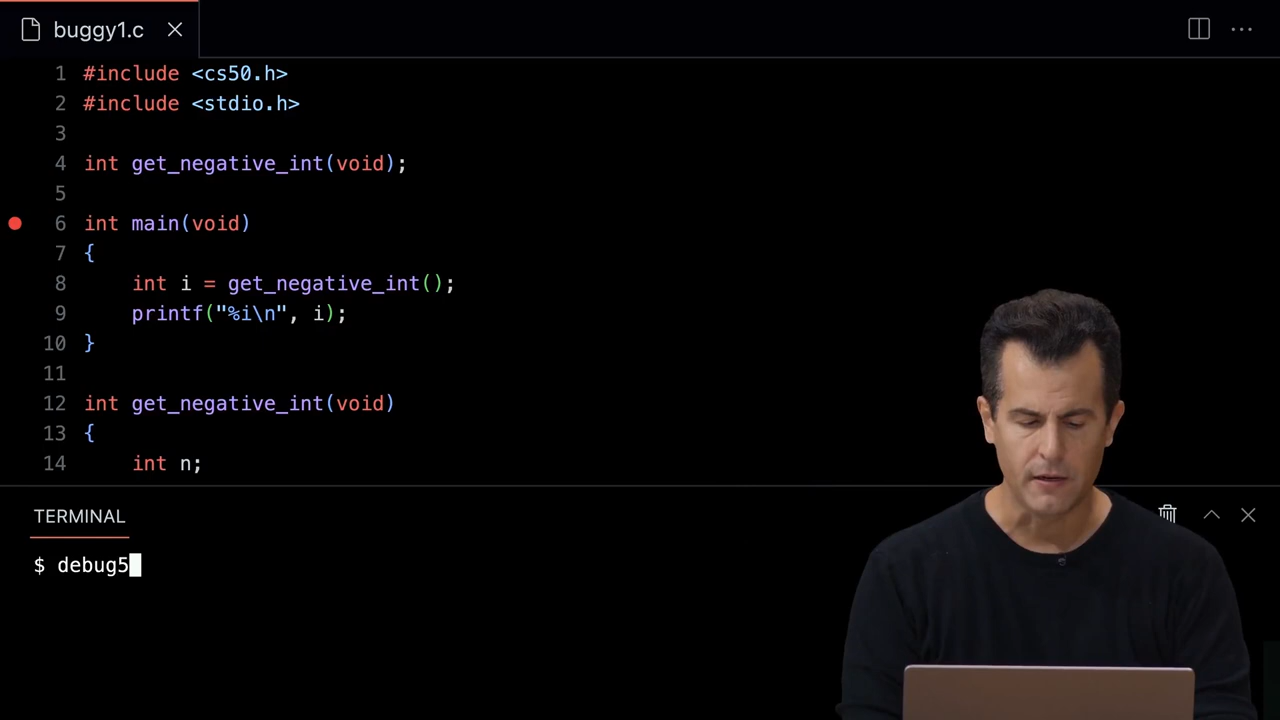 buggy1.c
1 #include <cs50.h>
2 #include <stdio.h>
3
4 int get_negative_int(void);
5
6 int main(void)
7 {
8     int i = get_negative_int();
9     printf("%i\n", i);
10 }
11
12 int get_negative_int(void)
13 {
14     int n;
TERMINAL
$ debug5